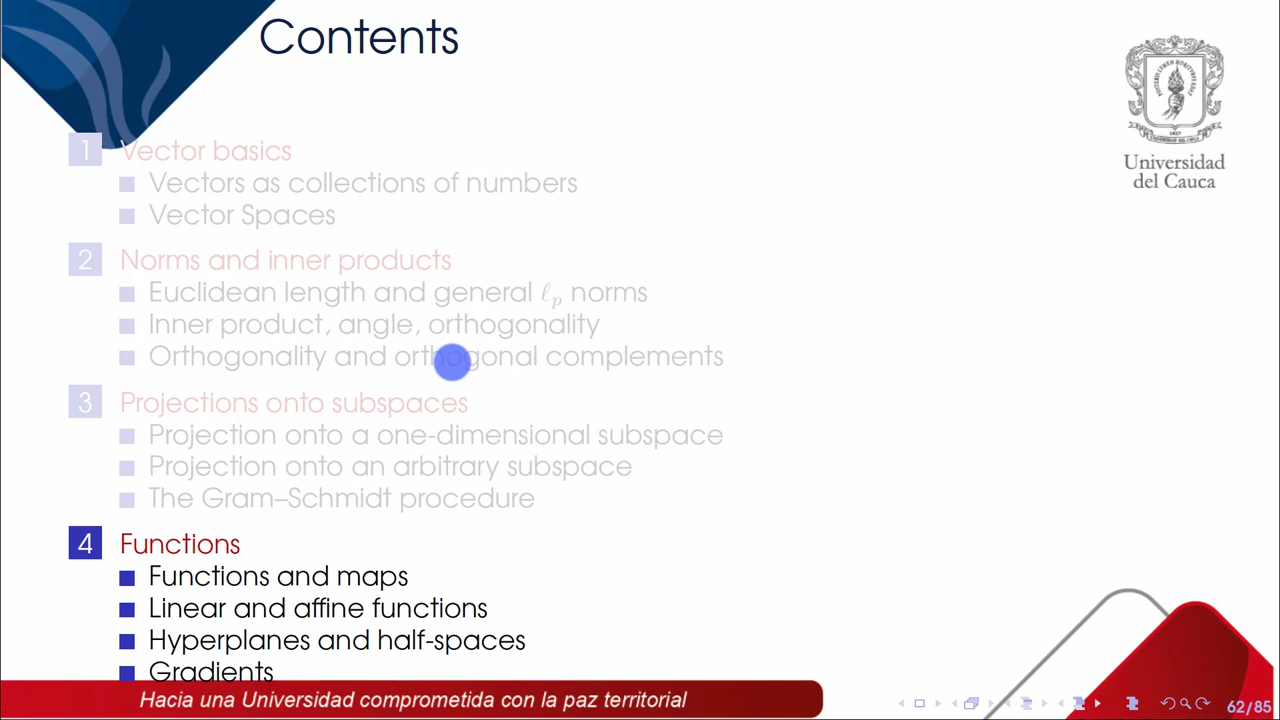 Contents
1 Vector basics
Vectors as collections of numbers
Vector Spaces
2 Norms and inner products
Euclidean length and general ℓp norms
Inner product, angle, orthogonality
Orthogonality and orthogonal complements
3 Projections onto subspaces
Projection onto a one-dimensional subspace
Projection onto an arbitrary subspace
The Gram–Schmidt procedure
4 Functions
Functions and maps
Linear and affine functions
Hyperplanes and half-spaces
Gradients
1827
Universidad
del Cauca
Hacia una Universidad comprometida con la paz territorial
62/85